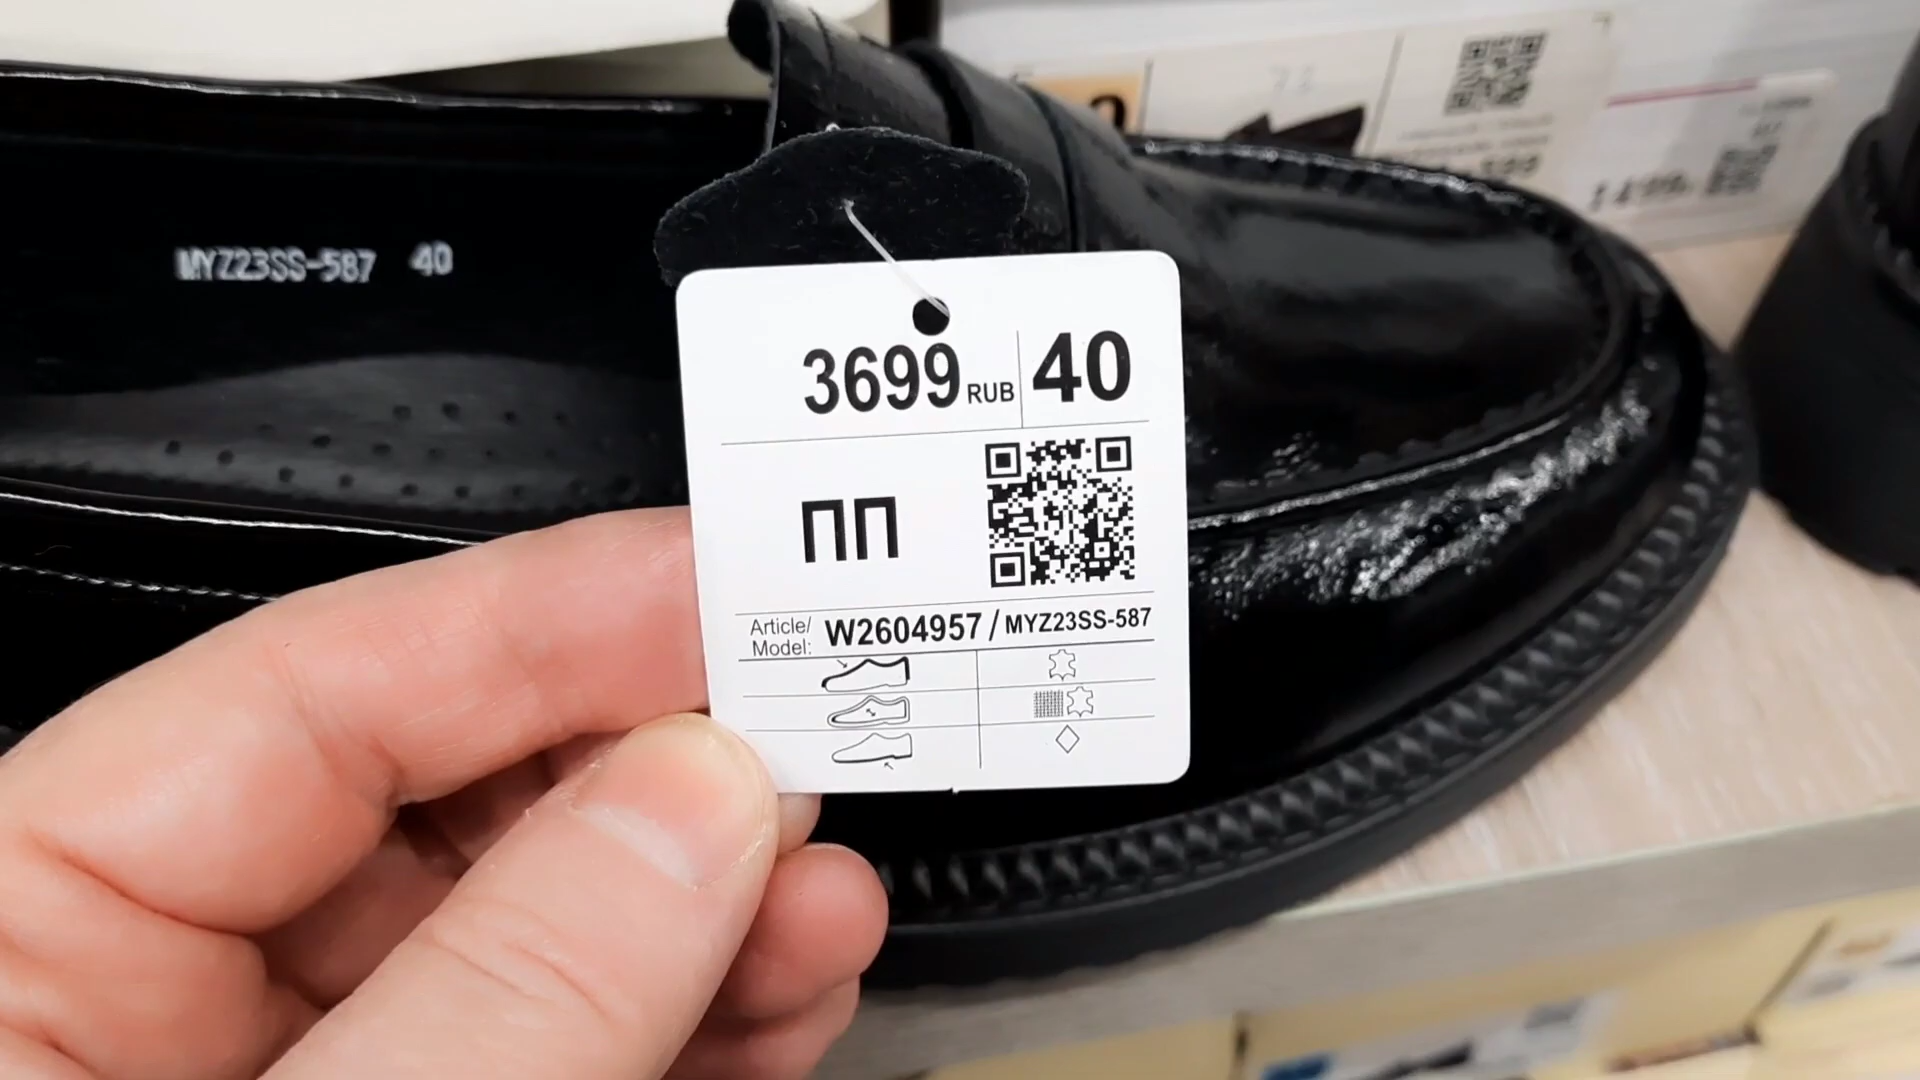 MYZ23SS-587 40
3699 RUB 40
ПП
Article/ Model: W2604957 / MYZ23SS-587